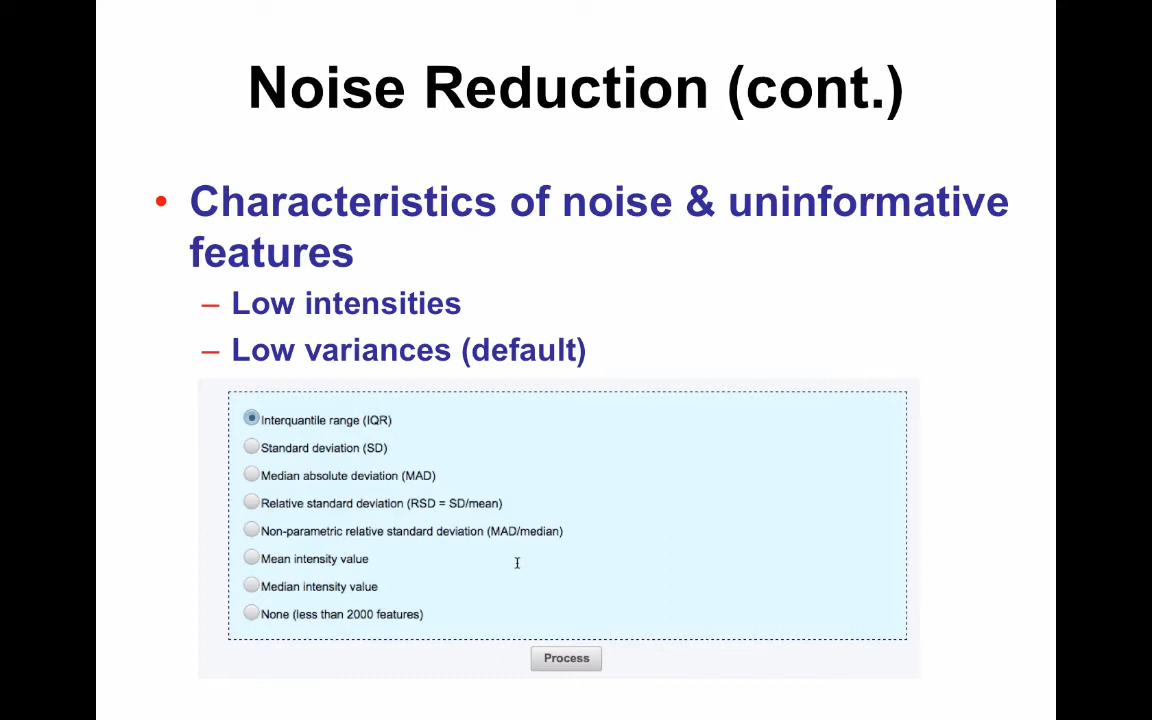 Noise Reduction (cont.)
• Characteristics of noise & uninformative
features
– Low intensities
– Low variances (default)
Interquantile range (IQR)
Standard deviation (SD)
Median absolute deviation (MAD)
Relative standard deviation (RSD = SD/mean)
Non-parametric relative standard deviation (MAD/median)
Mean intensity value
Median intensity value
None (less than 2000 features)
Process